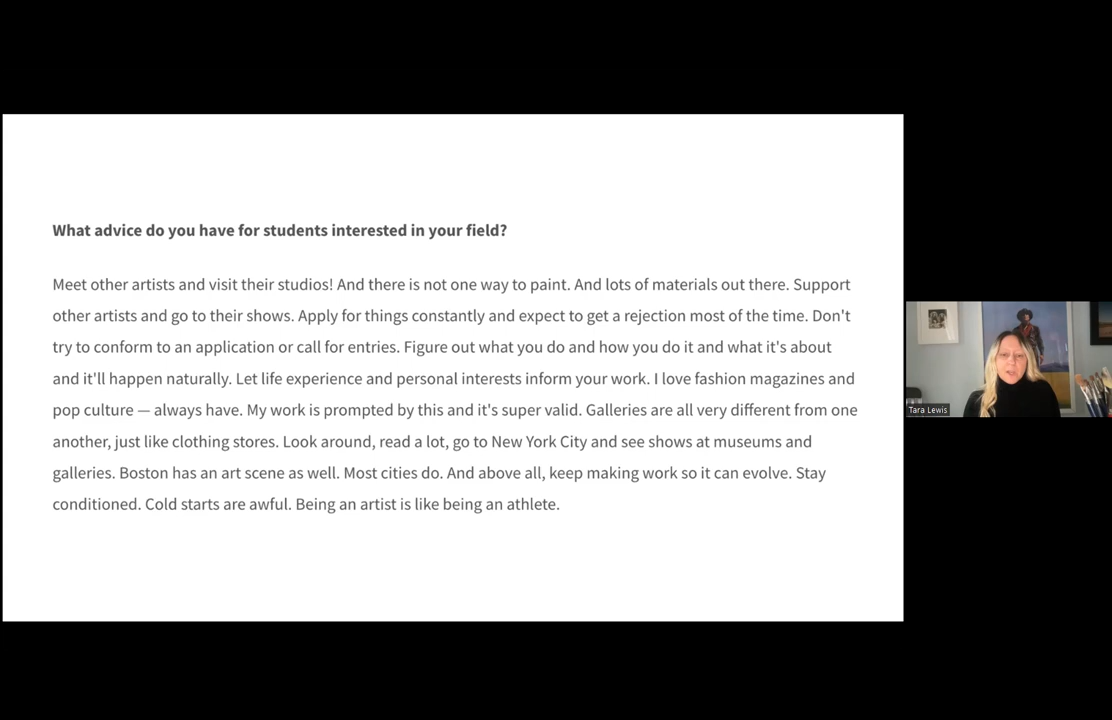 What advice do you have for students interested in your field?
Meet other artists and visit their studios! And there is not one way to paint. And lots of materials out there. Support
other artists and go to their shows. Apply for things constantly and expect to get a rejection most of the time. Don't
try to conform to an application or call for entries. Figure out what you do and how you do it and what it's about
and it'll happen naturally. Let life experience and personal interests inform your work. I love fashion magazines and
pop culture — always have. My work is prompted by this and it's super valid. Galleries are all very different from one
another, just like clothing stores. Look around, read a lot, go to New York City and see shows at museums and
galleries. Boston has an art scene as well. Most cities do. And above all, keep making work so it can evolve. Stay
conditioned. Cold starts are awful. Being an artist is like being an athlete.
Tara Lewis